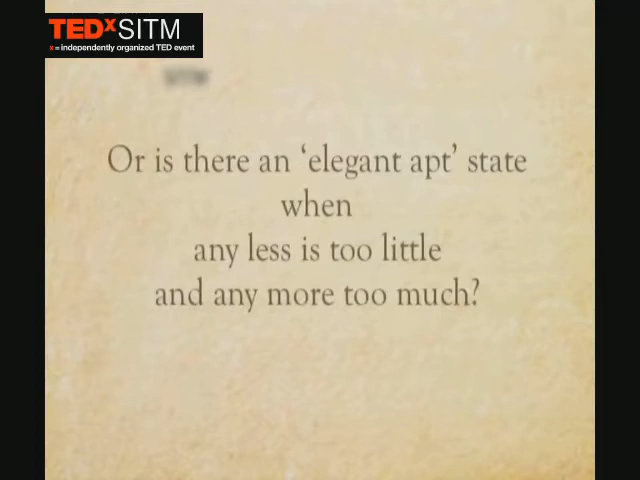 TEDxSITM
x = independently organized TED event
Or is there an ‘elegant apt’ state
when
any less is too little
and any more too much?